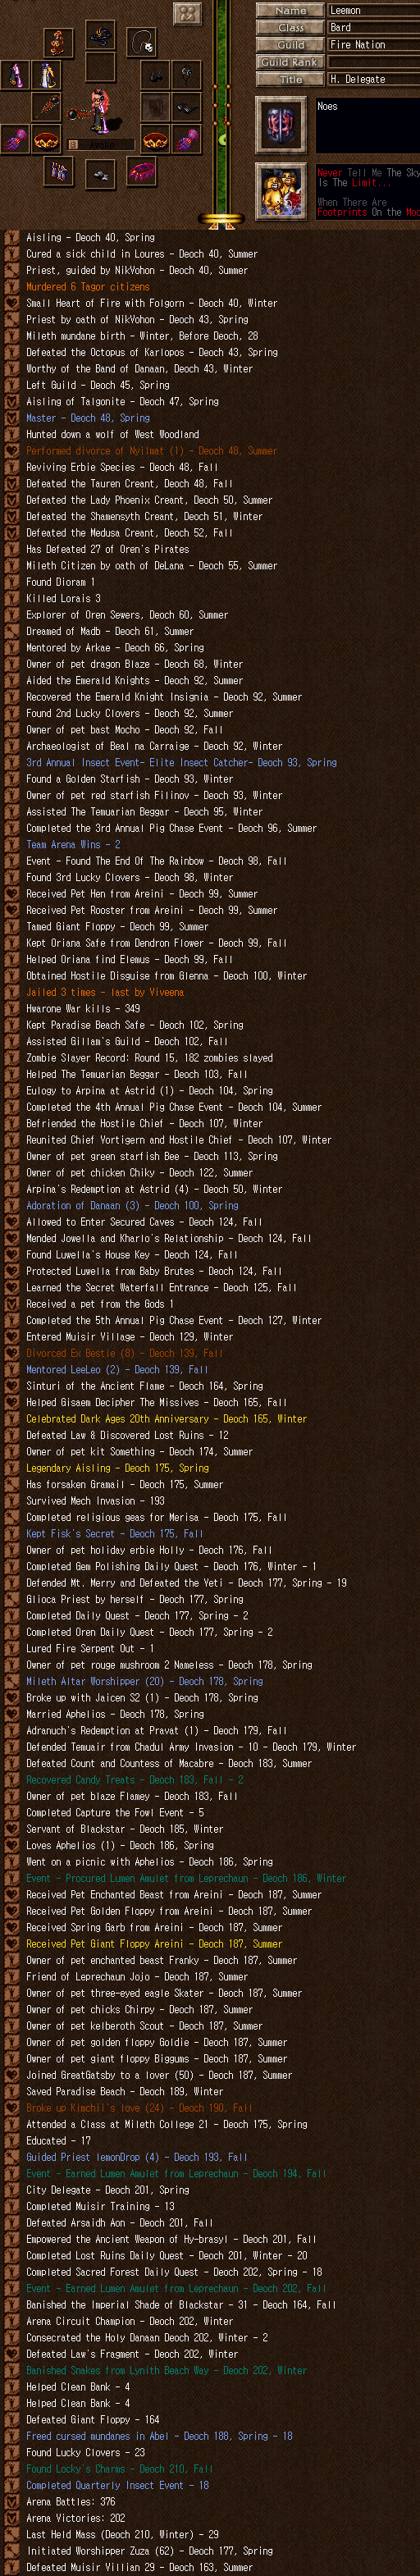 Name Leemon
Class Bard
Guild Fire Nation
Guild Rank
Title H. Delegate
Awake
Noes
Never Tell Me The Sky
Is The Limit...
When There Are
Footprints On the Moo
Aisling - Deoch 40, Spring
Cured a sick child in Loures - Deoch 40, Summer
Priest, guided by NikYohon - Deoch 40, Summer
Murdered 6 Tagor citizens
Small Heart of Fire with Folgorn - Deoch 40, Winter
Priest by oath of NikYohon - Deoch 43, Spring
Mileth mundane birth - Winter, Before Deoch, 28
Defeated the Octopus of Karlopos - Deoch 43, Spring
Worthy of the Band of Danaan, Deoch 43, Winter
Left Guild - Deoch 45, Spring
Aisling of Talgonite - Deoch 47, Spring
Master - Deoch 48, Spring
Hunted down a wolf of West Woodland
Performed divorce of Nyilmat (1) - Deoch 48, Summer
Reviving Erbie Species - Deoch 48, Fall
Defeated the Tauren Creant, Deoch 48, Fall
Defeated the Lady Phoenix Creant, Deoch 50, Summer
Defeated the Shamensyth Creant, Deoch 51, Winter
Defeated the Medusa Creant, Deoch 52, Fall
Has Defeated 27 of Oren's Pirates
Mileth Citizen by oath of DeLana - Deoch 55, Summer
Found Dioram 1
Killed Lorais 3
Explorer of Oren Sewers, Deoch 60, Summer
Dreamed of Madb - Deoch 61, Summer
Mentored by Arkae - Deoch 66, Spring
Owner of pet dragon Blaze - Deoch 68, Winter
Aided the Emerald Knights - Deoch 92, Summer
Recovered the Emerald Knight Insignia - Deoch 92, Summer
Found 2nd Lucky Clovers - Deoch 92, Summer
Owner of pet bast Mocho - Deoch 92, Fall
Archaeologist of Beal na Carraige - Deoch 92, Winter
3rd Annual Insect Event- Elite Insect Catcher- Deoch 93, Spring
Found a Golden Starfish - Deoch 93, Winter
Owner of pet red starfish Filinov - Deoch 93, Winter
Assisted The Temuarian Beggar - Deoch 95, Winter
Completed the 3rd Annual Pig Chase Event - Deoch 96, Summer
Team Arena Wins - 2
Event - Found The End Of The Rainbow - Deoch 98, Fall
Found 3rd Lucky Clovers - Deoch 98, Winter
Received Pet Hen from Areini - Deoch 99, Summer
Received Pet Rooster from Areini - Deoch 99, Summer
Tamed Giant Floppy - Deoch 99, Summer
Kept Oriana Safe from Dendron Flower - Deoch 99, Fall
Helped Oriana find Elemus - Deoch 99, Fall
Obtained Hostile Disguise from Glenna - Deoch 100, Winter
Jailed 3 times - last by Viveena
Hwarone War kills - 349
Kept Paradise Beach Safe - Deoch 102, Spring
Assisted Gillam's Guild - Deoch 102, Fall
Zombie Slayer Record: Round 15, 182 zombies slayed
Helped The Temuarian Beggar - Deoch 103, Fall
Eulogy to Arpina at Astrid (1) - Deoch 104, Spring
Completed the 4th Annual Pig Chase Event - Deoch 104, Summer
Befriended the Hostile Chief - Deoch 107, Winter
Reunited Chief Vortigern and Hostile Chief - Deoch 107, Winter
Owner of pet green starfish Bee - Deoch 113, Spring
Owner of pet chicken Chiky - Deoch 122, Summer
Arpina's Redemption at Astrid (4) - Deoch 50, Winter
Adoration of Danaan (3) - Deoch 100, Spring
Allowed to Enter Secured Caves - Deoch 124, Fall
Mended Jowella and Kharlo's Relationship - Deoch 124, Fall
Found Luwella's House Key - Deoch 124, Fall
Protected Luwella from Baby Brutes - Deoch 124, Fall
Learned the Secret Waterfall Entrance - Deoch 125, Fall
Received a pet from the Gods 1
Completed the 5th Annual Pig Chase Event - Deoch 127, Winter
Entered Muisir Village - Deoch 129, Winter
Divorced Ex Bestie (8) - Deoch 139, Fall
Mentored LeeLeo (2) - Deoch 139, Fall
Sinturi of the Ancient Flame - Deoch 164, Spring
Helped Gisaem Decipher The Missives - Deoch 165, Fall
Celebrated Dark Ages 20th Anniversary - Deoch 165, Winter
Defeated Law & Discovered Lost Ruins - 12
Owner of pet kit Something - Deoch 174, Summer
Legendary Aisling - Deoch 175, Spring
Has forsaken Gramail - Deoch 175, Summer
Survived Mech Invasion - 193
Completed religious geas for Merisa - Deoch 175, Fall
Kept Fisk's Secret - Deoch 175, Fall
Owner of pet holiday erbie Holly - Deoch 176, Fall
Completed Gem Polishing Daily Quest - Deoch 176, Winter - 1
Defended Mt. Merry and Defeated the Yeti - Deoch 177, Spring - 19
Glioca Priest by herself - Deoch 177, Spring
Completed Daily Quest - Deoch 177, Spring - 2
Completed Oren Daily Quest - Deoch 177, Spring - 2
Lured Fire Serpent Out - 1
Owner of pet rouge mushroom 2 Nameless - Deoch 178, Spring
Mileth Altar Worshipper (20) - Deoch 178, Spring
Broke up with Jaicen S2 (1) - Deoch 178, Spring
Married Aphelios - Deoch 178, Spring
Adranuch's Redemption at Pravat (1) - Deoch 179, Fall
Defended Temuair from Chadul Army Invasion - 10 - Deoch 179, Winter
Defeated Count and Countess of Macabre - Deoch 183, Summer
Recovered Candy Treats - Deoch 183, Fall - 2
Owner of pet blaze Flamey - Deoch 183, Fall
Completed Capture the Fowl Event - 5
Servant of Blackstar - Deoch 185, Winter
Loves Aphelios (1) - Deoch 186, Spring
Went on a picnic with Aphelios - Deoch 186, Spring
Event - Procured Lumen Amulet from Leprechaun - Deoch 186, Winter
Received Pet Enchanted Beast from Areini - Deoch 187, Summer
Received Pet Golden Floppy from Areini - Deoch 187, Summer
Received Spring Garb from Areini - Deoch 187, Summer
Received Pet Giant Floppy Areini - Deoch 187, Summer
Owner of pet enchanted beast Franky - Deoch 187, Summer
Friend of Leprechaun Jojo - Deoch 187, Summer
Owner of pet three-eyed eagle Skater - Deoch 187, Summer
Owner of pet chicks Chirpy - Deoch 187, Summer
Owner of pet kelberoth Scout - Deoch 187, Summer
Owner of pet golden floppy Goldie - Deoch 187, Summer
Owner of pet giant floppy Biggums - Deoch 187, Summer
Joined GreatGatsby to a lover (50) - Deoch 187, Summer
Saved Paradise Beach - Deoch 189, Winter
Broke up Kimchii's love (24) - Deoch 190, Fall
Attended a Class at Mileth College 21 - Deoch 175, Spring
Educated - 17
Guided Priest lemonDrop (4) - Deoch 193, Fall
Event - Earned Lumen Amulet from Leprechaun - Deoch 194, Fall
City Delegate - Deoch 201, Spring
Completed Muisir Training - 13
Defeated Arsaidh Aon - Deoch 201, Fall
Empowered the Ancient Weapon of Hy-brasyl - Deoch 201, Fall
Completed Lost Ruins Daily Quest - Deoch 201, Winter - 20
Completed Sacred Forest Daily Quest - Deoch 202, Spring - 18
Event - Earned Lumen Amulet from Leprechaun - Deoch 202, Fall
Banished the Imperial Shade of Blackstar - 31 - Deoch 164, Fall
Arena Circuit Champion - Deoch 202, Winter
Consecrated the Holy Danaan Deoch 202, Winter - 2
Defeated Law's Fragment - Deoch 202, Winter
Banished Snakes from Lynith Beach Way - Deoch 202, Winter
Helped Clean Bank - 4
Helped Clean Bank - 4
Defeated Giant Floppy - 164
Freed cursed mundanes in Abel - Deoch 188, Spring - 18
Found Lucky Clovers - 23
Found Locky's Charms - Deoch 210, Fall
Completed Quarterly Insect Event - 18
Arena Battles: 376
Arena Victories: 202
Last Held Mass (Deoch 210, Winter) - 29
Initiated Worshipper Zuza (62) - Deoch 177, Spring
Defeated Muisir Villian 29 - Deoch 163, Summer